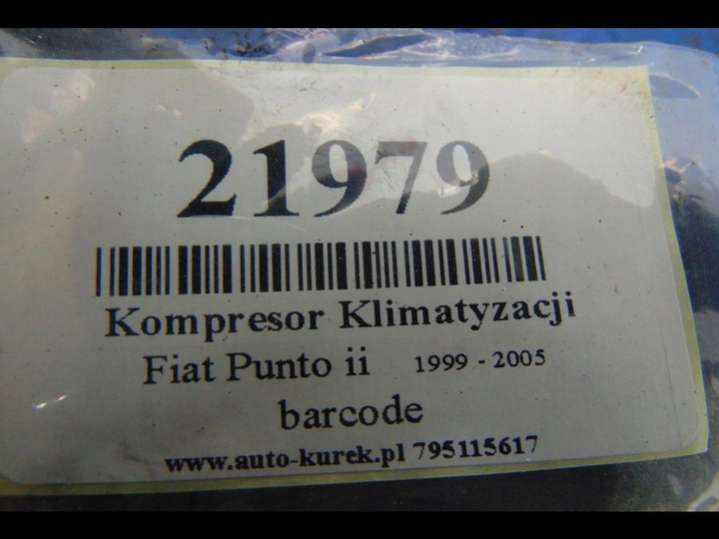 21979
Kompresor Klimatyzacji
Fiat Punto ii 1999 - 2005
barcode
www.auto-kurek.pl 795115617